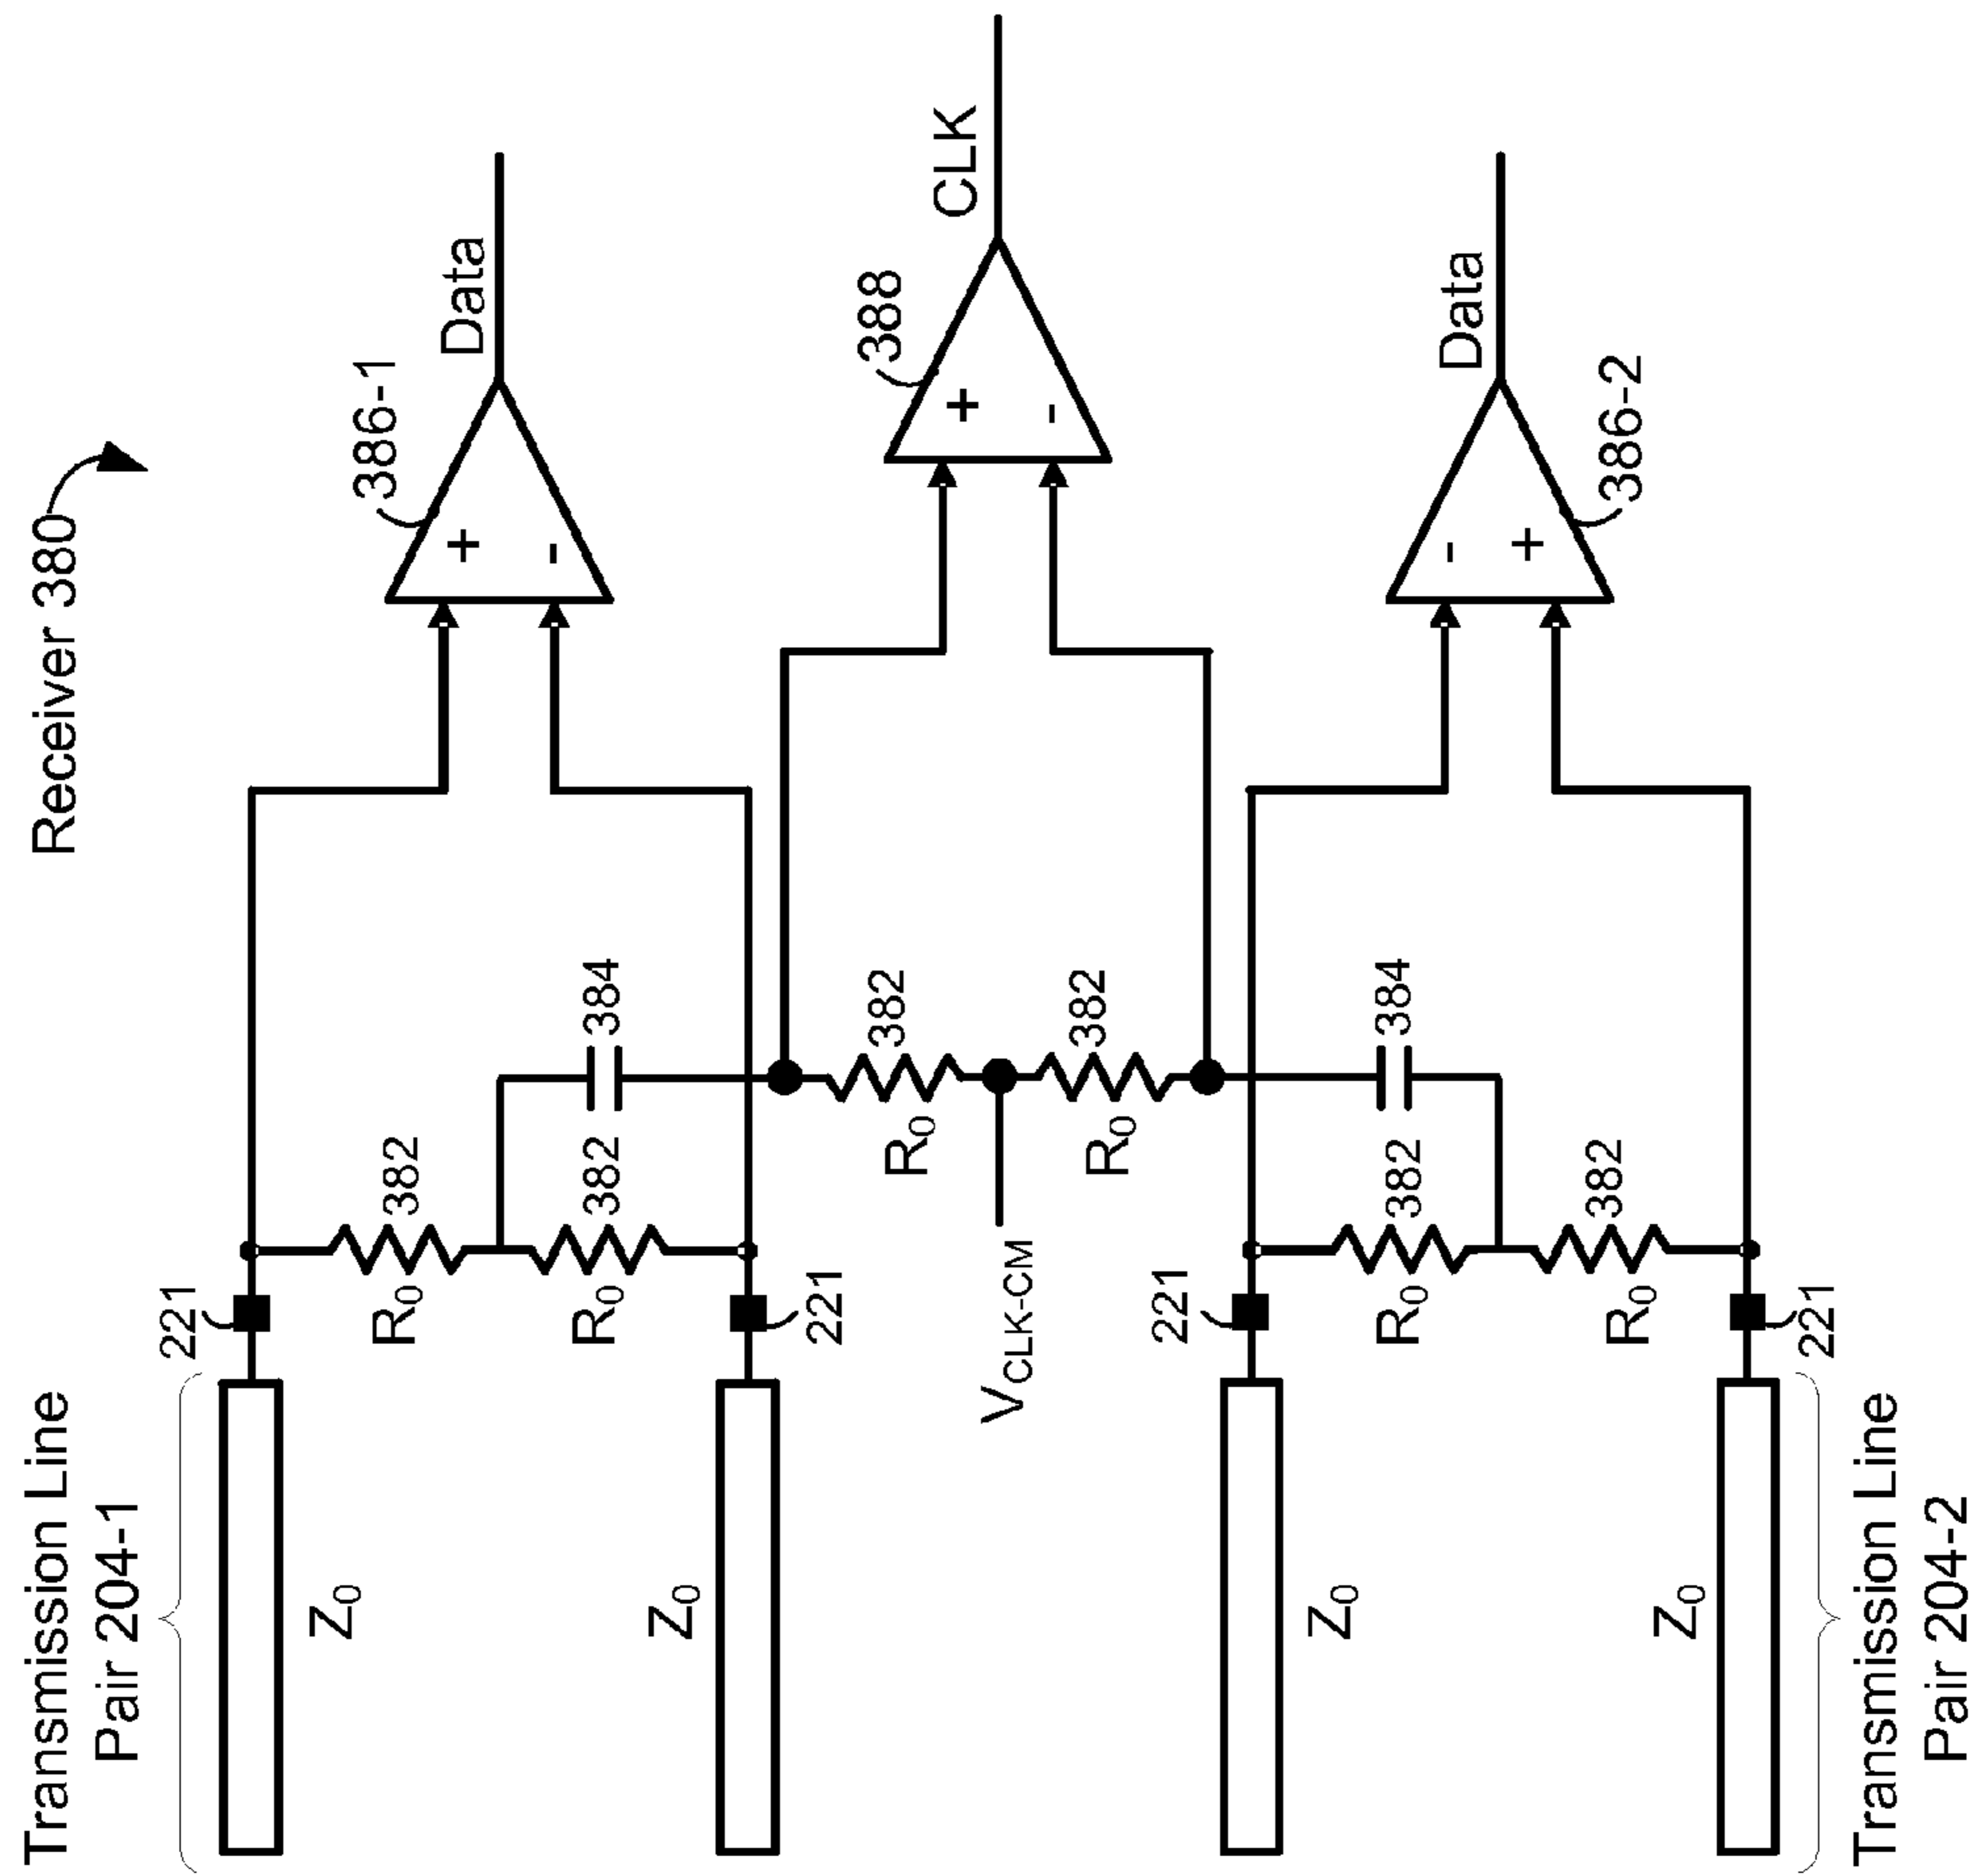 Receiver 380
Transmission Line
Pair 204-1
Z0
Z0
221
221
R0
382
R0
382
384
386-1
+
-
Data
VCLK-CM
R0
382
R0
382
388
+
-
CLK
Z0
Z0
221
221
R0
382
R0
382
384
386-2
-
+
Data
Transmission Line
Pair 204-2